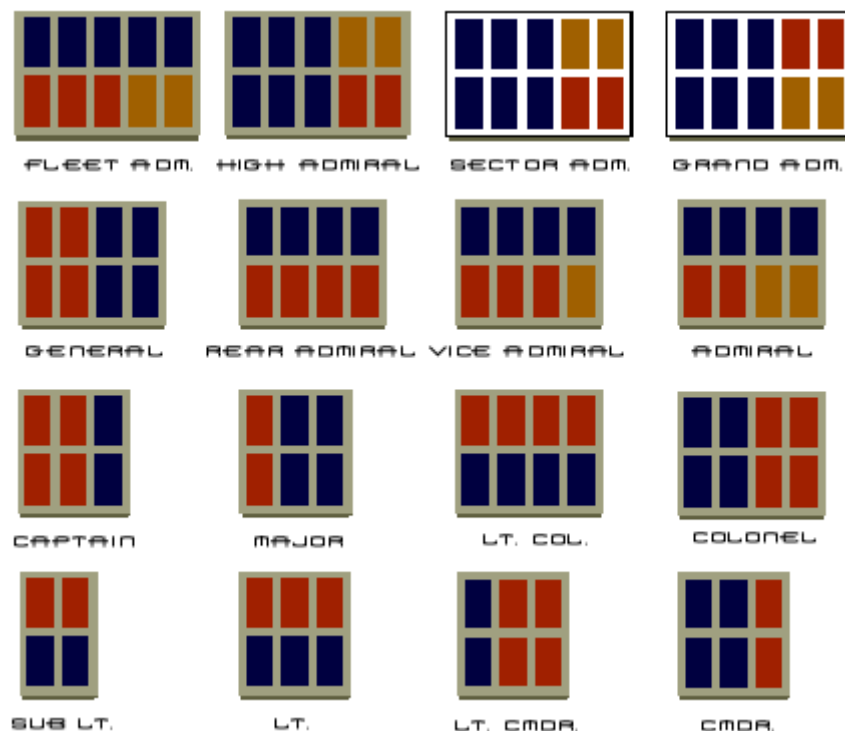 FLEET ADM. HIGH ADMIRAL SECTOR ADM. GRAND ADM.
GENERAL REAR ADMIRAL VICE ADMIRAL ADMIRAL
CAPTAIN MAJOR LT. COL. COLONEL
SUB LT. LT. LT. CMDR. CMDR.